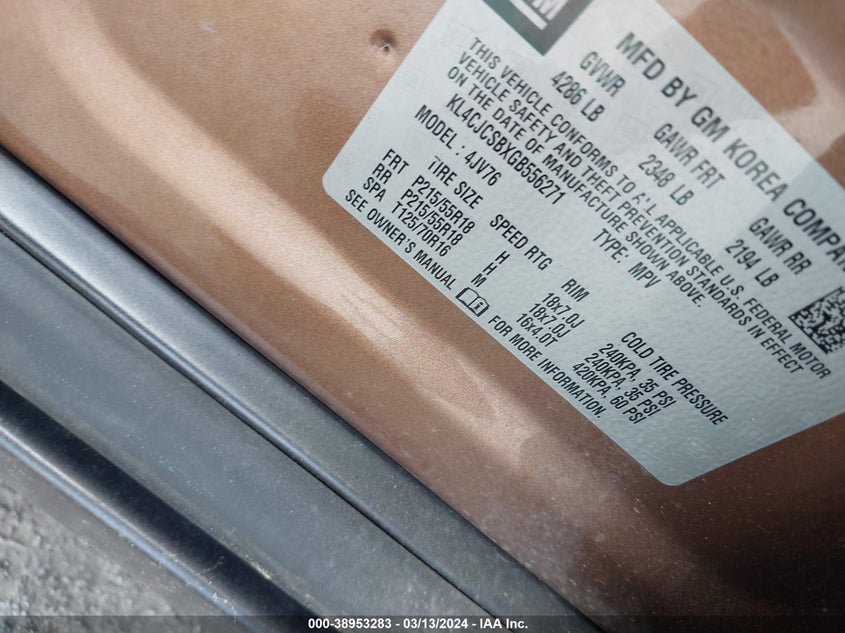 GM
MFD BY GM KOREA COMPAN
GVWR GAWR FRT GAWR RR
4286 LB 2348 LB 2194 LB
THIS VEHICLE CONFORMS TO ALL APPLICABLE U.S. FEDERAL MOTOR
VEHICLE SAFETY AND THEFT PREVENTION STANDARDS IN EFFECT
ON THE DATE OF MANUFACTURE SHOWN ABOVE.
KL4CJCSBXGB556271 TYPE: MPV
MODEL : 4JV76
TIRE SIZE SPEED RTG RIM COLD TIRE PRESSURE
FRT P215/55R18 H 18x7.0J 240KPA, 35 PSI
RR P215/55R18 H 18x7.0J 240KPA, 35 PSI
SPA T125/70R16 M 16x4.0T 420KPA, 60 PSI
SEE OWNER'S MANUAL FOR MORE INFORMATION.
000-38953283 - 03/13/2024 - IAA Inc.